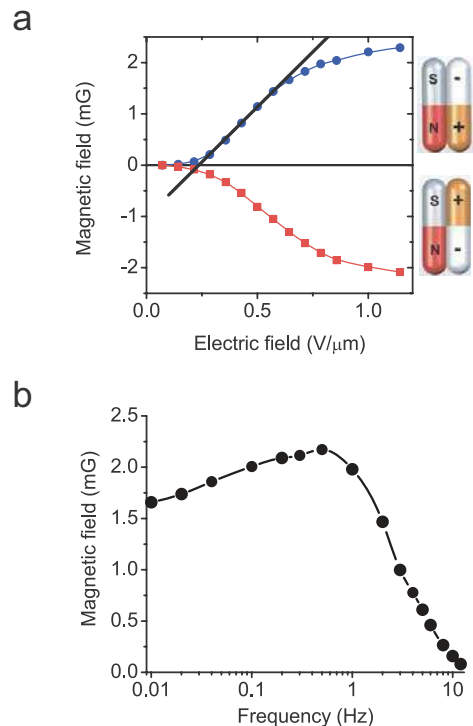 a
Magnetic field (mG)
2
1
0
-1
-2
0.0 0.5 1.0
Electric field (V/μm)
S -
N +
S +
N -
b
Magnetic field (mG)
2.5
2.0
1.5
1.0
0.5
0.0
0.01 0.1 1 10
Frequency (Hz)